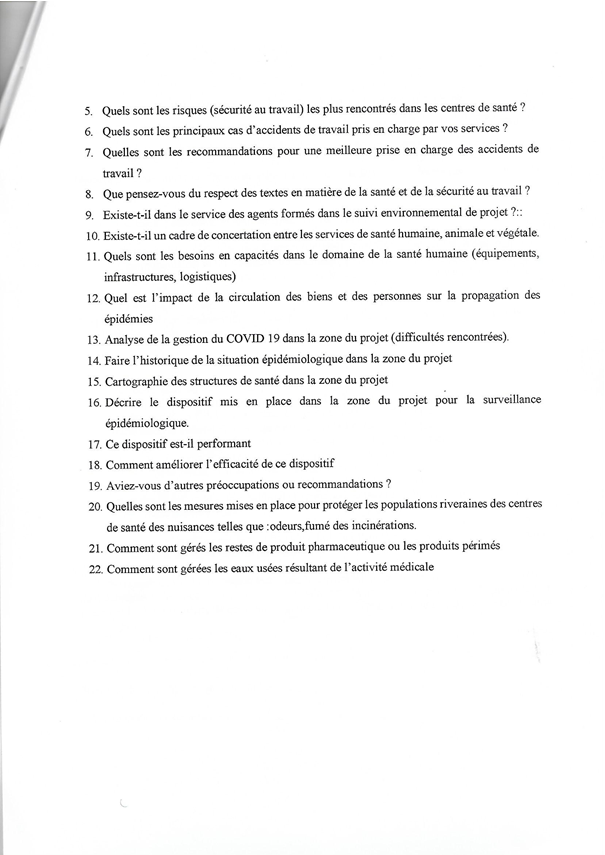 5. Quels sont les risques (sécurité au travail) les plus rencontrés dans les centres de santé ?
6. Quels sont les principaux cas d'accidents de travail pris en charge par vos services ?
7. Quelles sont les recommandations pour une meilleure prise en charge des accidents de
travail ?
8. Que pensez-vous du respect des textes en matière de la santé et de la sécurité au travail ?
9. Existe-t-il dans le service des agents formés dans le suivi environnemental de projet ?::
10. Existe-t-il un cadre de concertation entre les services de santé humaine, animale et végétale.
11. Quels sont les besoins en capacités dans le domaine de la santé humaine (équipements,
infrastructures, logistiques)
12. Quel est l'impact de la circulation des biens et des personnes sur la propagation des
épidémies
13. Analyse de la gestion du COVID 19 dans la zone du projet (difficultés rencontrées).
14. Faire l'historique de la situation épidémiologique dans la zone du projet
15. Cartographie des structures de santé dans la zone du projet
16. Décrire le dispositif mis en place dans la zone du projet pour la surveillance
épidémiologique.
17. Ce dispositif est-il performant
18. Comment améliorer l'efficacité de ce dispositif
19. Aviez-vous d'autres préoccupations ou recommandations ?
20. Quelles sont les mesures mises en place pour protéger les populations riveraines des centres
de santé des nuisances telles que :odeurs,fumé des incinérations.
21. Comment sont gérés les restes de produit pharmaceutique ou les produits périmés
22. Comment sont gérées les eaux usées résultant de l'activité médicale